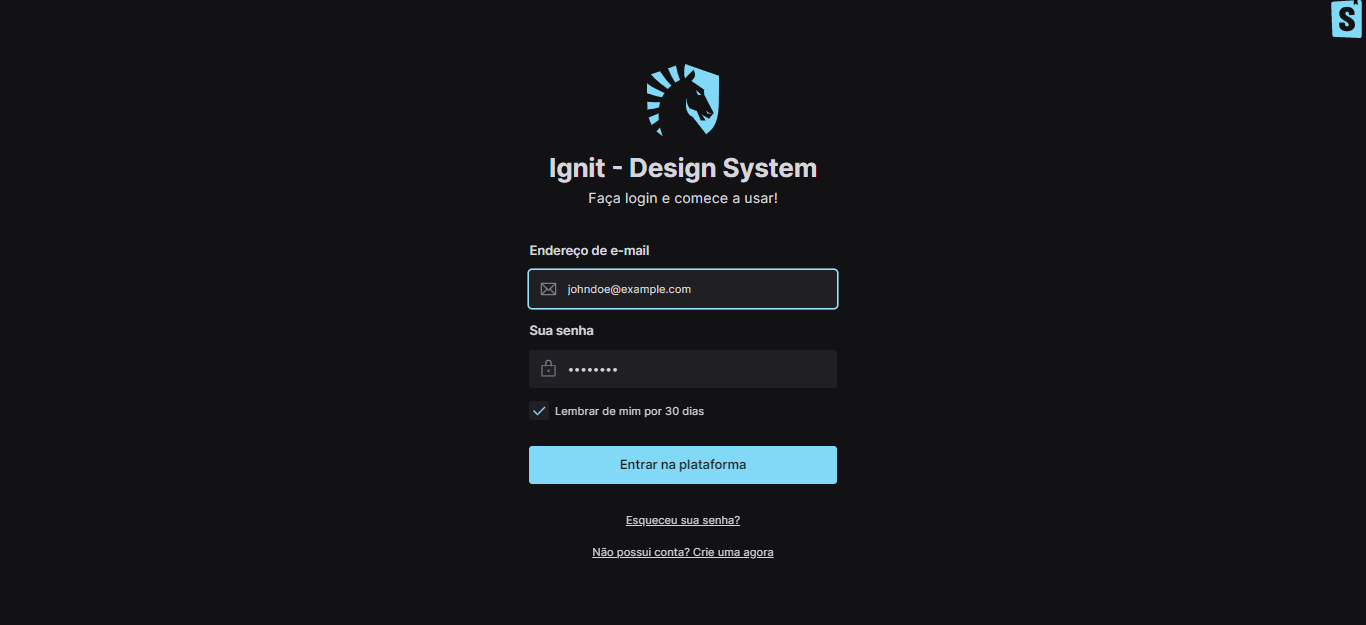 S
Ignit - Design System
Faça login e comece a usar!
Endereço de e-mail
johndoe@example.com
Sua senha
••••••••
Lembrar de mim por 30 dias
Entrar na plataforma
Esqueceu sua senha?
Não possui conta? Crie uma agora